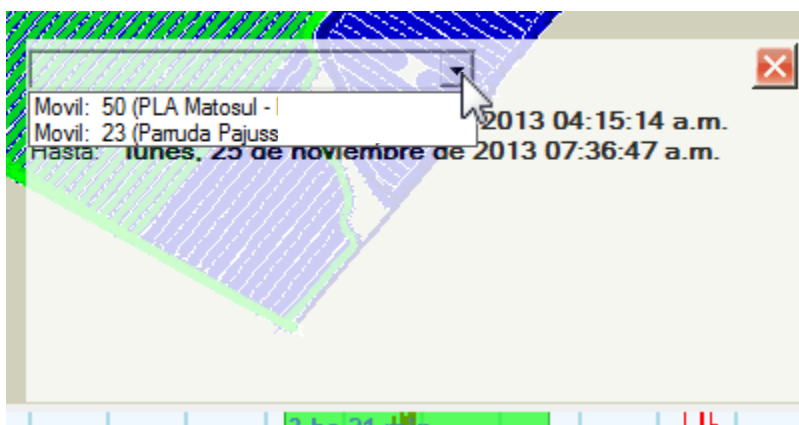 Movil: 50 (PLA Matosul -
Movil: 23 (Parruda Pajuss
2013 04:15:14 a.m.
Hasta: lunes, 25 de noviembre de 2013 07:36:47 a.m.